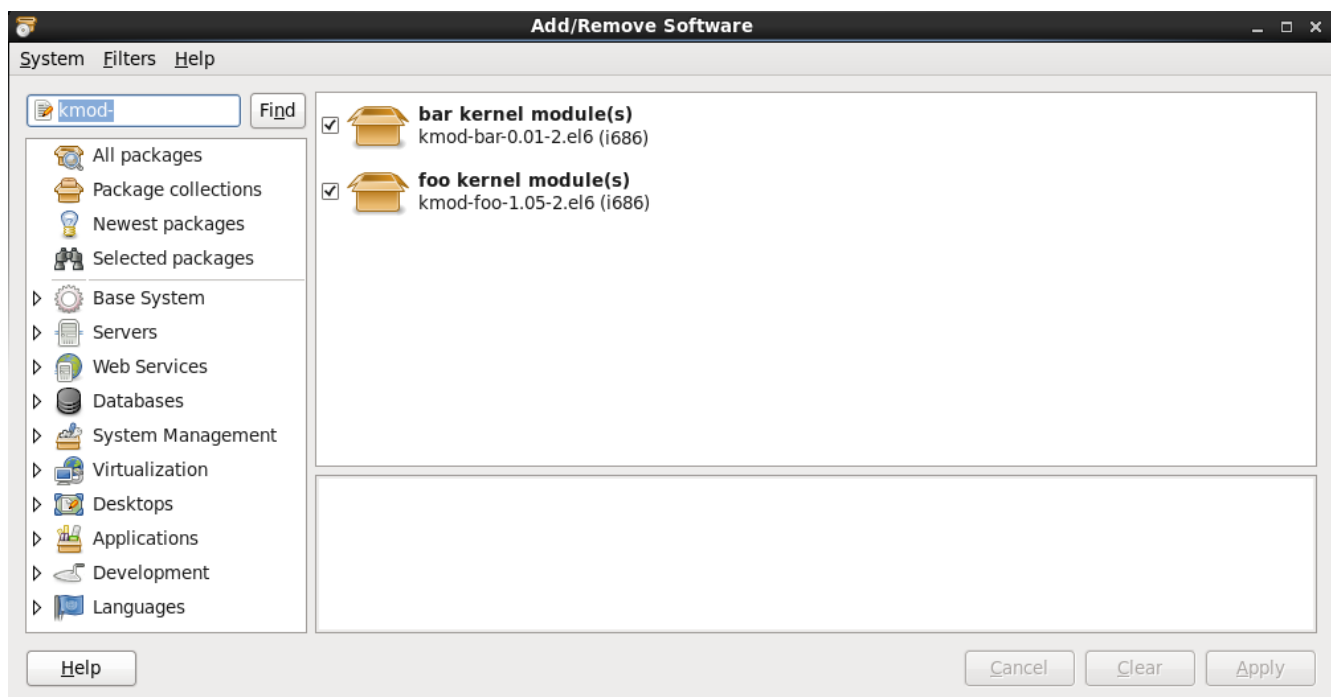 Add/Remove Software
System Filters Help
kmod-
Find
All packages
Package collections
Newest packages
Selected packages
Base System
Servers
Web Services
Databases
System Management
Virtualization
Desktops
Applications
Development
Languages
bar kernel module(s)
kmod-bar-0.01-2.el6 (i686)
foo kernel module(s)
kmod-foo-1.05-2.el6 (i686)
Help
Cancel
Clear
Apply